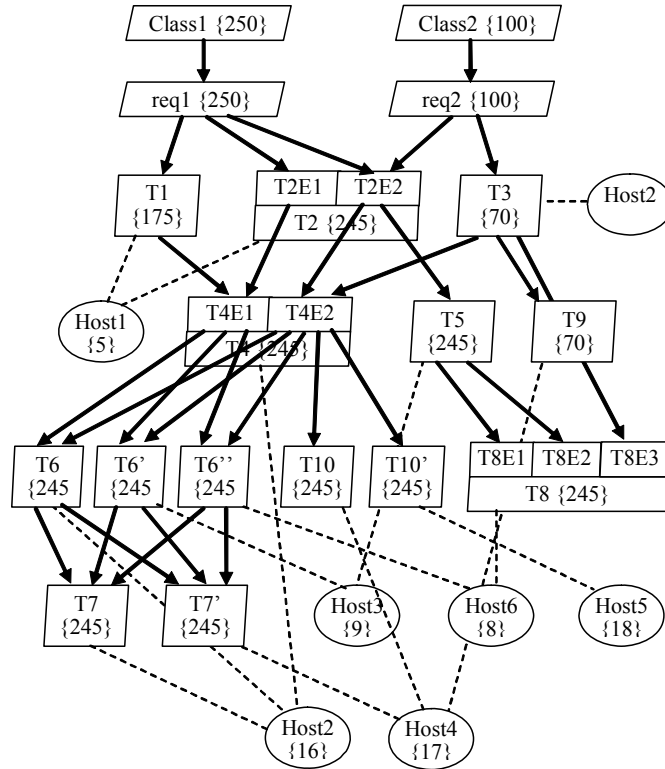 Class1 {250}
Class2 {100}
req1 {250}
req2 {100}
T1
{175}
T2E1
T2E2
T2 {245}
T3
{70}
Host2
Host1
{5}
T4E1
T4E2
T4 {245}
T5
{245}
T9
{70}
T6
{245
T6’
{245
T6’’
{245
T10
{245}
T10’
{245}
T8E1
T8E2
T8E3
T8 {245}
T7
{245}
T7’
{245}
Host3
{9}
Host6
{8}
Host5
{18}
Host2
{16}
Host4
{17}